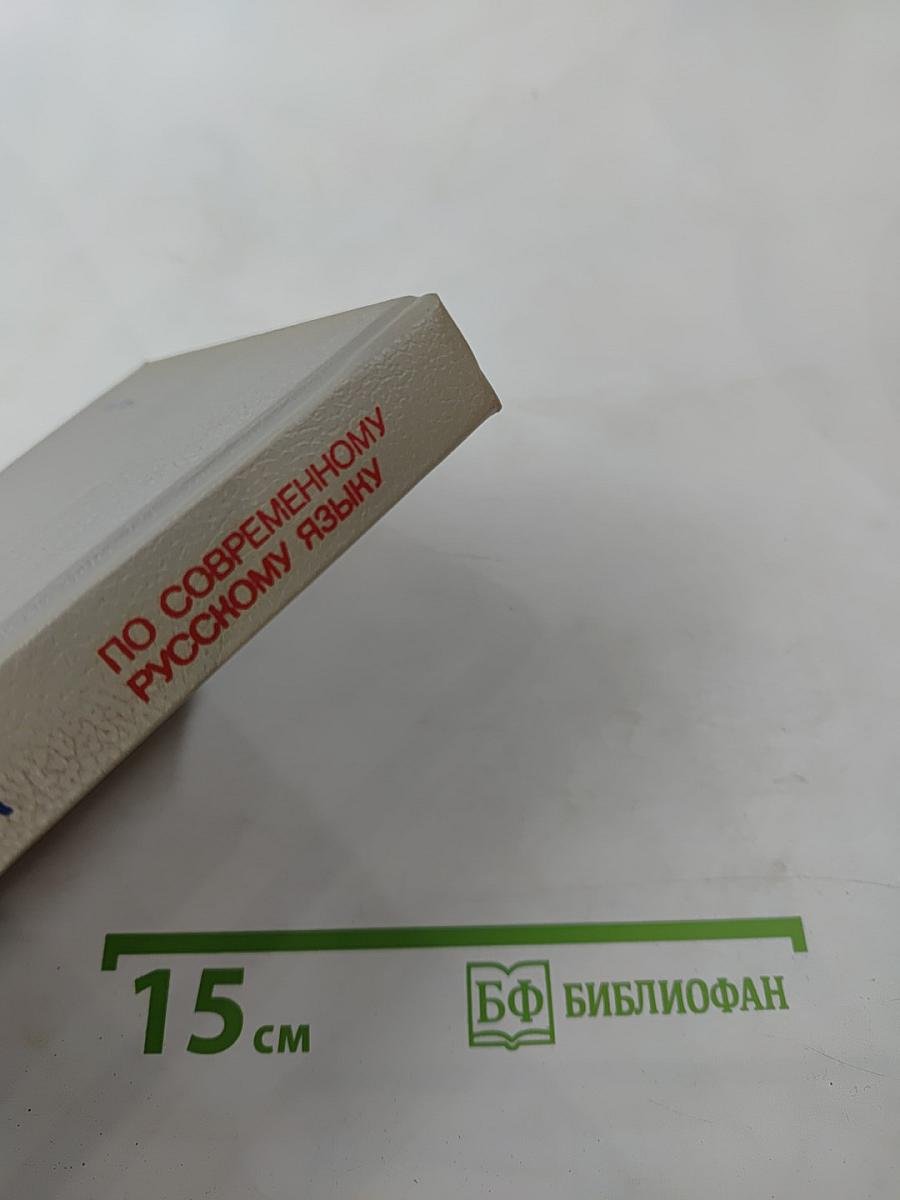 ПО СОВРЕМЕННОМУ
РУССКОМУ ЯЗЫКУ
15 см
БФ БИБЛИОФАН